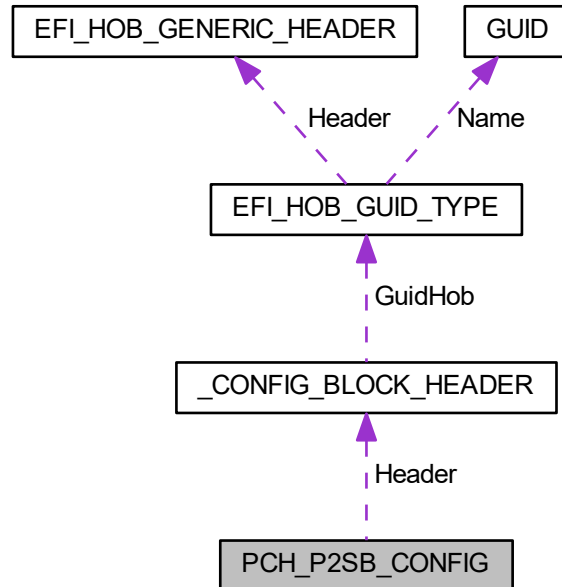 EFI_HOB_GENERIC_HEADER
GUID
Header
Name
EFI_HOB_GUID_TYPE
GuidHob
_CONFIG_BLOCK_HEADER
Header
PCH_P2SB_CONFIG